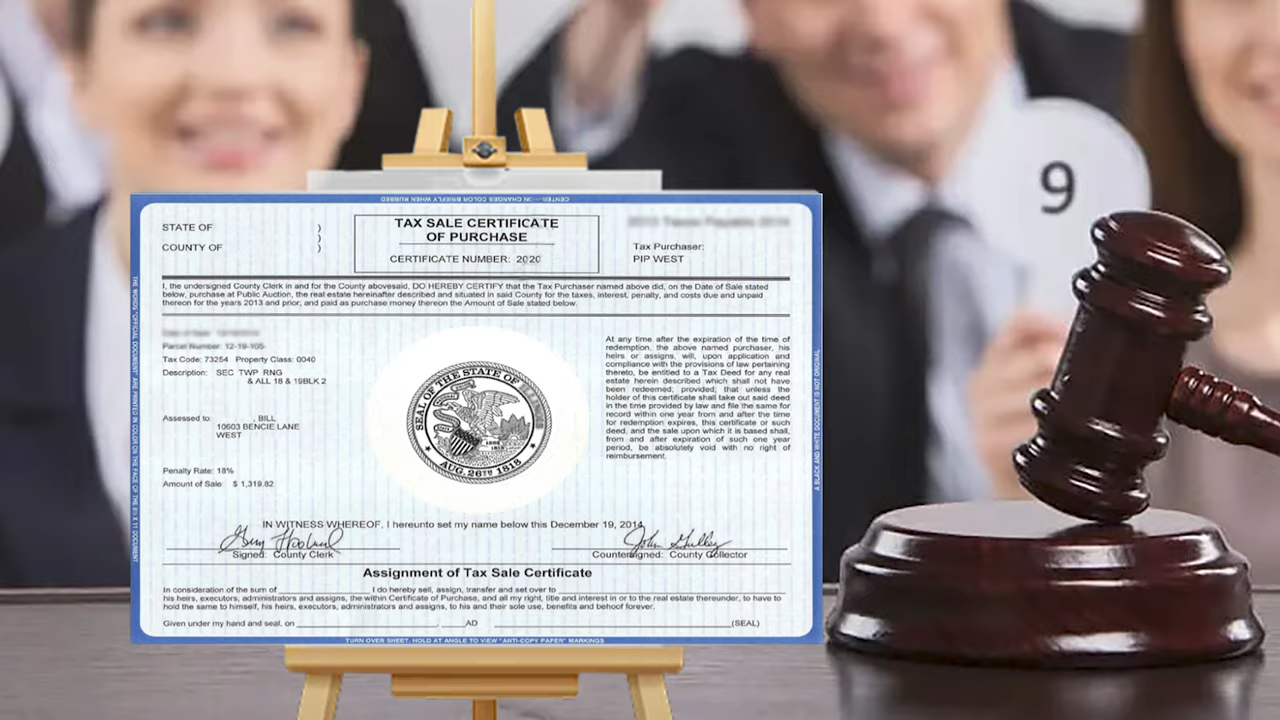 CENTER--IN CHANGES COLOR BRIEFLY WHEN RUBBED
STATE OF )
)
COUNTY OF )
TAX SALE CERTIFICATE
OF PURCHASE
CERTIFICATE NUMBER: 2020
Tax Purchaser:
PIP WEST
I, the undersigned County Clerk in and for the County abovesaid, DO HEREBY CERTIFY that the Tax Purchaser named above did, on the Date of Sale stated
below, purchase at Public Auction, the real estate hereinafter described and situated in said County for the taxes, interest, penalty, and costs due and unpaid
thereon for the years 2013 and prior, and paid as purchase money thereon the Amount of Sale stated below.
Parcel Number: 12-19-105-
Tax Code: 73254 Property Class: 0040
Description: SEC TWP RNG
& ALL 18 & 19BLK 2
Assessed to: , BILL
10603 BENCIE LANE
WEST
Penalty Rate: 18%
Amount of Sale: $ 1,319.82
SEAL OF THE STATE OF
AUG. 26TH 1818
At any time after the expiration of the time of
redemption, the above named purchaser, his
heirs or assigns, will, upon application and
compliance with the provisions of law pertaining
thereto, be entitled to a Tax Deed for any real
estate herein described which shall not have
been redeemed; provided; that unless the
holder of this certificate shall take out said deed
in the time provided by law and file the same for
record within one year from and after the time
for redemption expires, this certificate or such
deed, and the sale upon which it is based shall,
from and after expiration of such one year
period, be absolutely void with no right of
reimbursement.
IN WITNESS WHEREOF, I hereunto set my name below this December 19, 2014
Signed: County Clerk
Countersigned: County Collector
Assignment of Tax Sale Certificate
In consideration of the sum of I do hereby sell, assign, transfer and set over to
his heirs, executors, administrators and assigns, the within Certificate of Purchase, and all my right, title and interest in or to the real estate thereunder, to have to
hold the same to himself, his heirs, executors, administrators and assigns, to his and their sole use, benefits and behoof forever.
Given under my hand and seal, on , AD (SEAL)
TURN OVER SHEET. HOLD AT ANGLE TO VIEW "ANTI-COPY PAPER" MARKINGS
A BLACK AND WHITE DOCUMENT IS NOT ORIGINAL
9